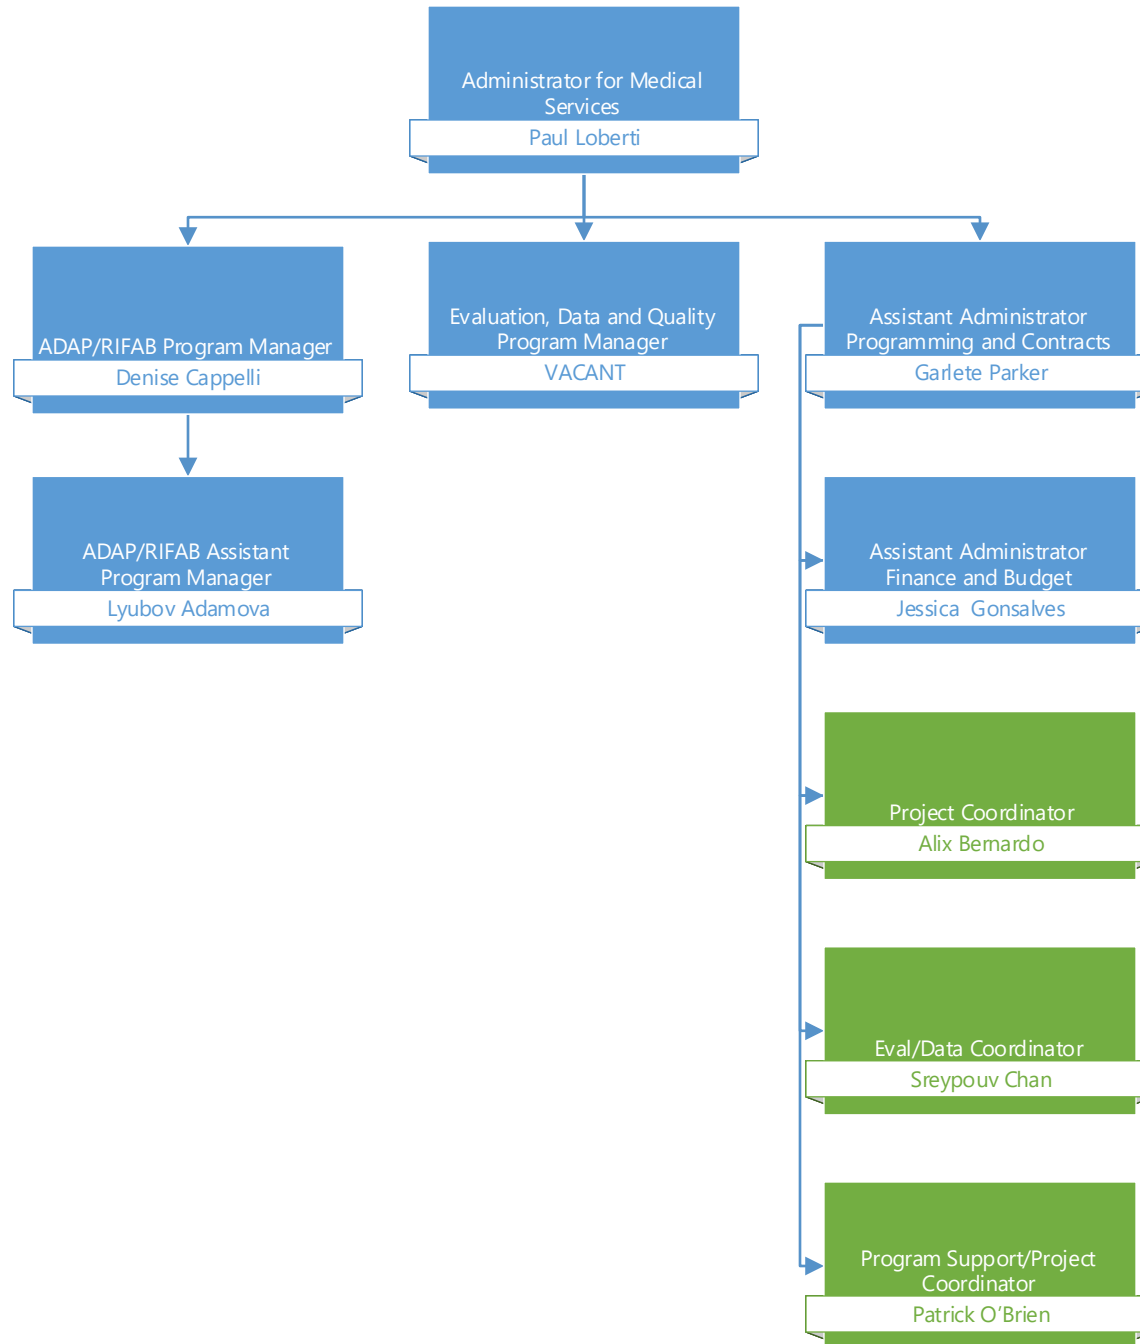 Administrator for Medical
Services
Paul Loberti
ADAP/RIFAB Program Manager
Denise Cappelli
Evaluation, Data and Quality
Program Manager
VACANT
Assistant Administrator
Programming and Contracts
Garlete Parker
ADAP/RIFAB Assistant
Program Manager
Lyubov Adamova
Assistant Administrator
Finance and Budget
Jessica Gonsalves
Project Coordinator
Alix Bernardo
Eval/Data Coordinator
Sreypouv Chan
Program Support/Project
Coordinator
Patrick O’Brien